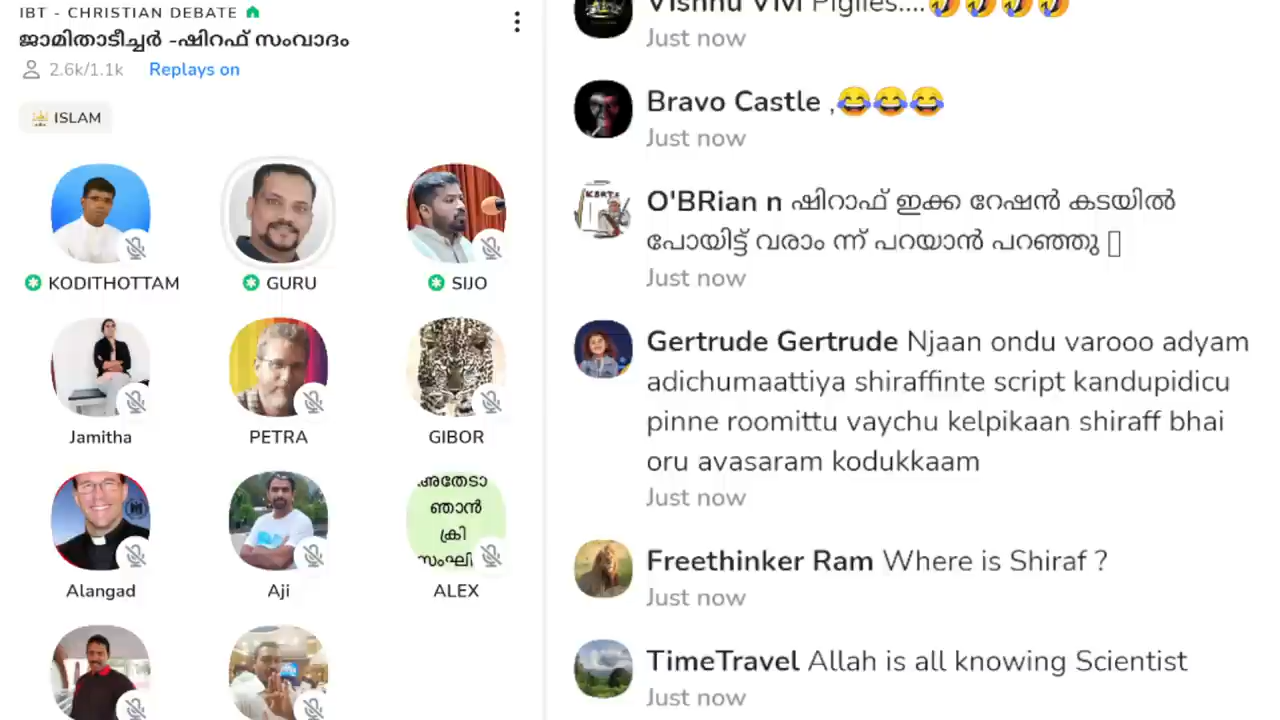 IBT - CHRISTIAN DEBATE
ജാമിതാടീച്ചർ -ഷിറഫ് സംവാദം
2.6k/1.1k Replays on
ISLAM
KODITHOTTAM
GURU
SIJO
Jamitha
PETRA
GIBOR
Alangad
Aji
അതേടാ
ഞാൻ
ക്രി
സംഘി
ALEX
Vishnu VM Piglies....🤣🤣🤣🤣
Just now
Bravo Castle ,😂😂😂
Just now
O'BRian n ഷിറാഫ് ഇക്ക റേഷൻ കടയിൽ
പോയിട്ട് വരാം ന്ന് പറയാൻ പറഞ്ഞു
Just now
Gertrude Gertrude Njaan ondu varooo adyam
adichumaattiya shiraffinte script kandupidicu
pinne roomittu vaychu kelpikaan shiraff bhai
oru avasaram kodukkaam
Just now
Freethinker Ram Where is Shiraf ?
Just now
TimeTravel Allah is all knowing Scientist
Just now